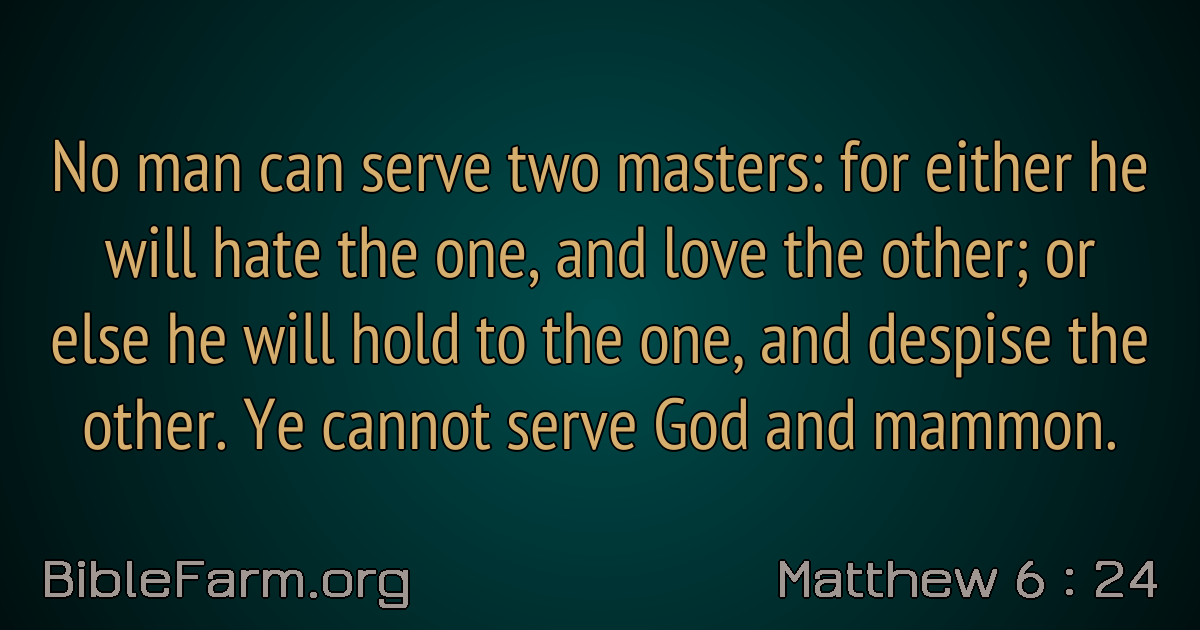 No man can serve two masters: for either he
will hate the one, and love the other; or
else he will hold to the one, and despise the
other. Ye cannot serve God and mammon.
BibleFarm.org
Matthew 6 : 24